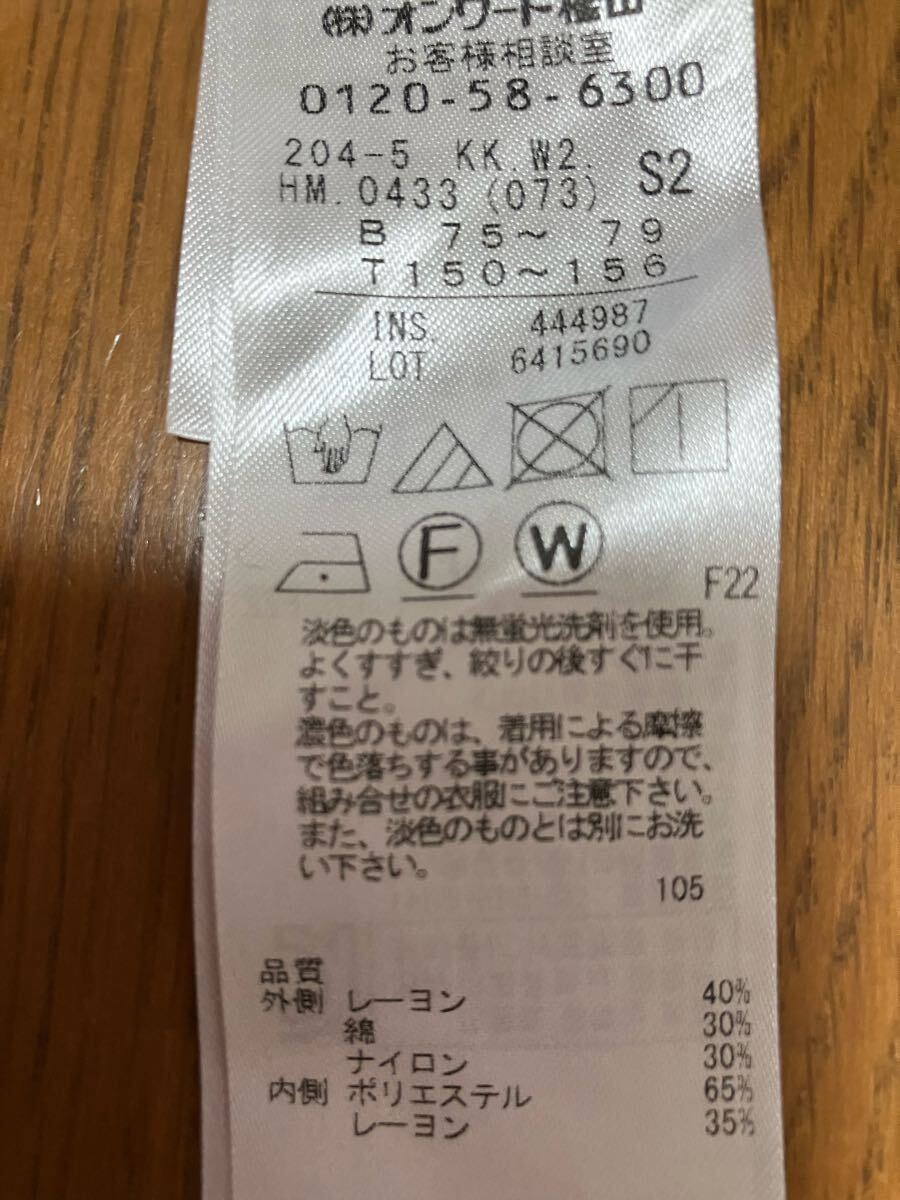 (株)オンワード樫山
お客様相談室
0120-58-6300
204-5 KK.W2.
HM.0433(073) S2
B 75〜 79
T150〜156
INS. 444987
LOT 6415690
F W
F22
淡色のものは無蛍光洗剤を使用。
よくすすぎ、絞りの後すぐに干
すこと。
濃色のものは、着用による摩擦
で色落ちする事がありますので、
組み合せの衣服にご注意下さい。
また、淡色のものとは別にお洗
い下さい。
105
品質
外側 レーヨン 40%
綿 30%
ナイロン 30%
内側 ポリエステル 65%
レーヨン 35%